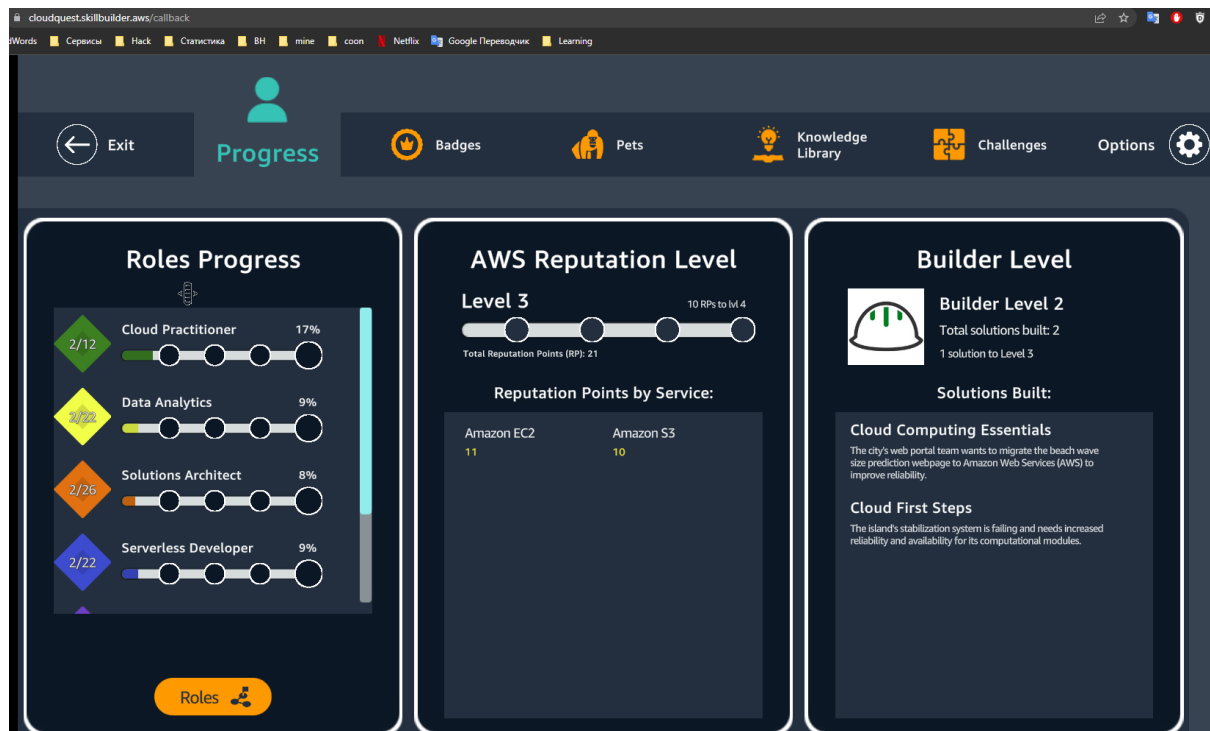 cloudquest.skillbuilder.aws/callback
dWords Сервисы Hack Статистика BH mine coon Netflix Google Переводчик Learning
Exit
Progress
Badges
Pets
Knowledge
Library
Challenges
Options
Roles Progress
2/12
Cloud Practitioner 17%
2/22
Data Analytics 9%
2/26
Solutions Architect 8%
2/22
Serverless Developer 9%
Roles
AWS Reputation Level
Level 3
10 RPs to lvl 4
Total Reputation Points (RP): 21
Reputation Points by Service:
Amazon EC2 Amazon S3
11 10
Builder Level
Builder Level 2
Total solutions built: 2
1 solution to Level 3
Solutions Built:
Cloud Computing Essentials
The city's web portal team wants to migrate the beach wave
size prediction webpage to Amazon Web Services (AWS) to
improve reliability.
Cloud First Steps
The island's stabilization system is failing and needs increased
reliability and availability for its computational modules.